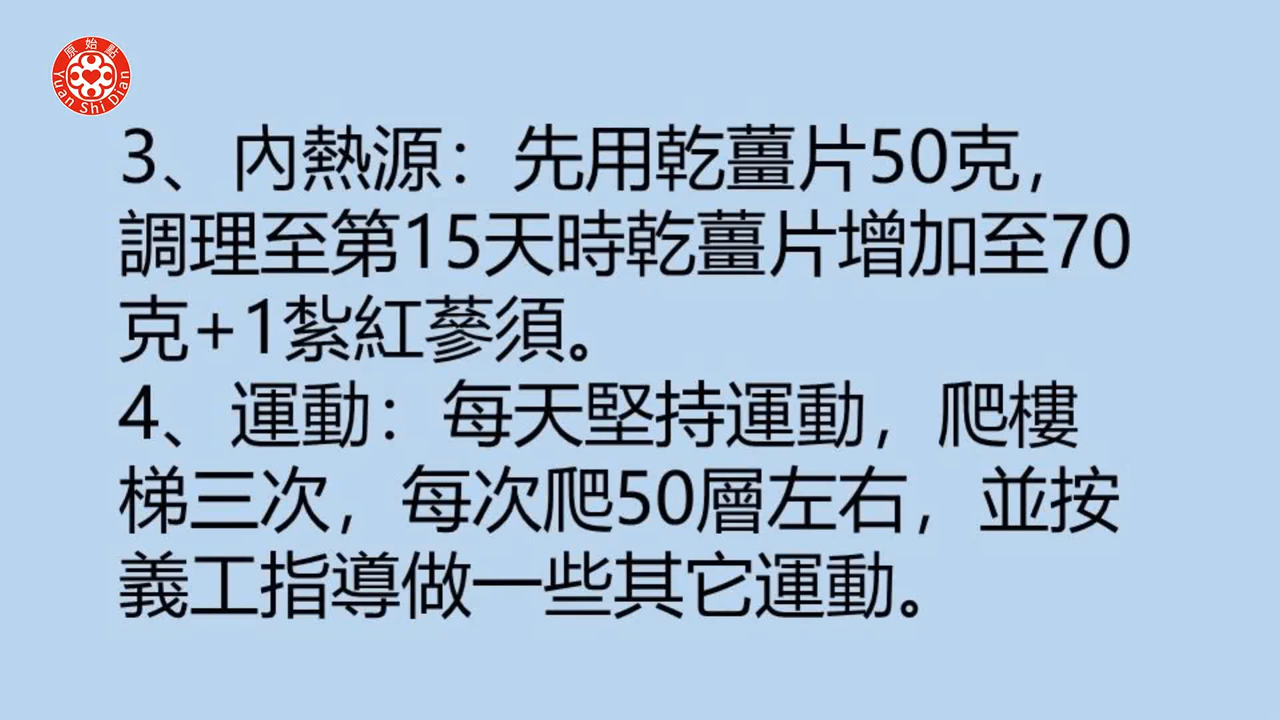 原始點
Yuan Shi Dian
3、內熱源：先用乾薑片50克，
調理至第15天時乾薑片增加至70
克+1紮紅蔘須。
4、運動：每天堅持運動，爬樓
梯三次，每次爬50層左右，並按
義工指導做一些其它運動。